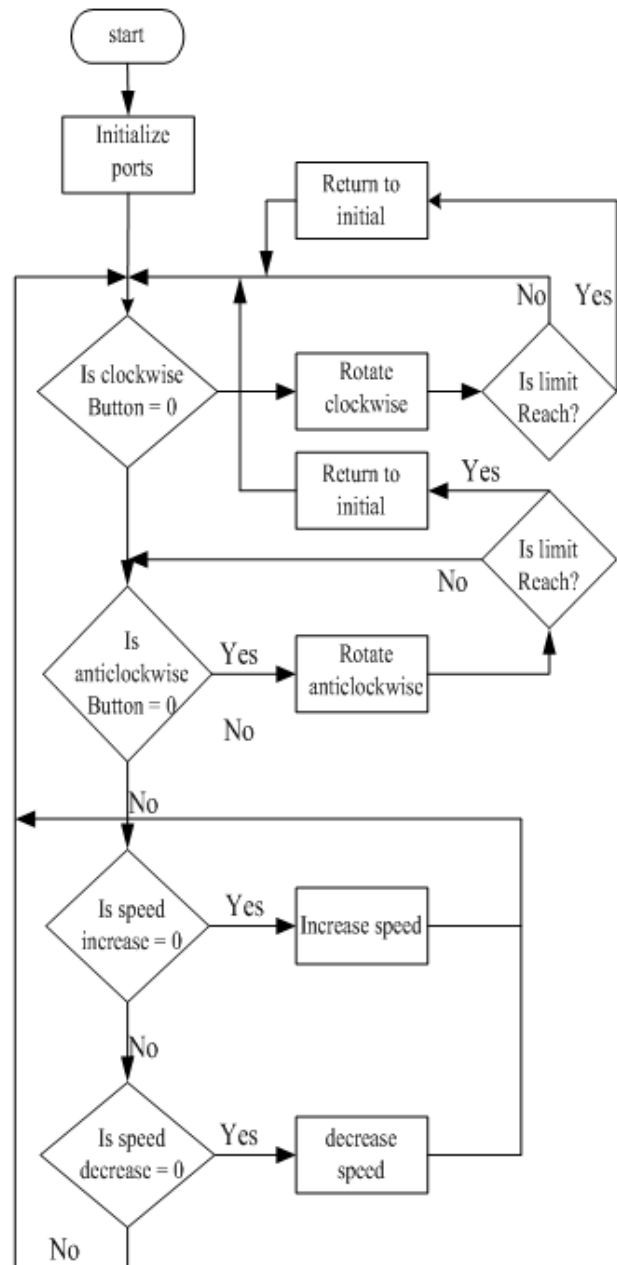 start
Initialize
ports
Return to
initial
No
Yes
Is clockwise
Button = 0
Rotate
clockwise
Is limit
Reach?
Return to
initial
Yes
Is limit
Reach?
No
Is
anticlockwise
Button = 0
Yes
Rotate
anticlockwise
No
No
Is speed
increase = 0
Yes
Increase speed
No
Is speed
decrease = 0
Yes
decrease
speed
No